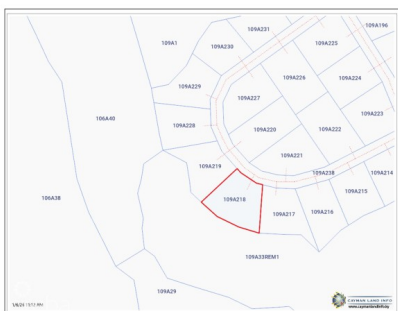 109A231
109A196
109A1
109A230
109A225
109A226
109A224
109A229
109A227
109A223
106A40
109A228
109A220
109A222
109A221
109A219
109A238
109A214
109A215
106A38
109A218
109A217
109A216
109A33REM1
109A29
CAYMAN LAND INFO
www.caymanlandinfo.ky